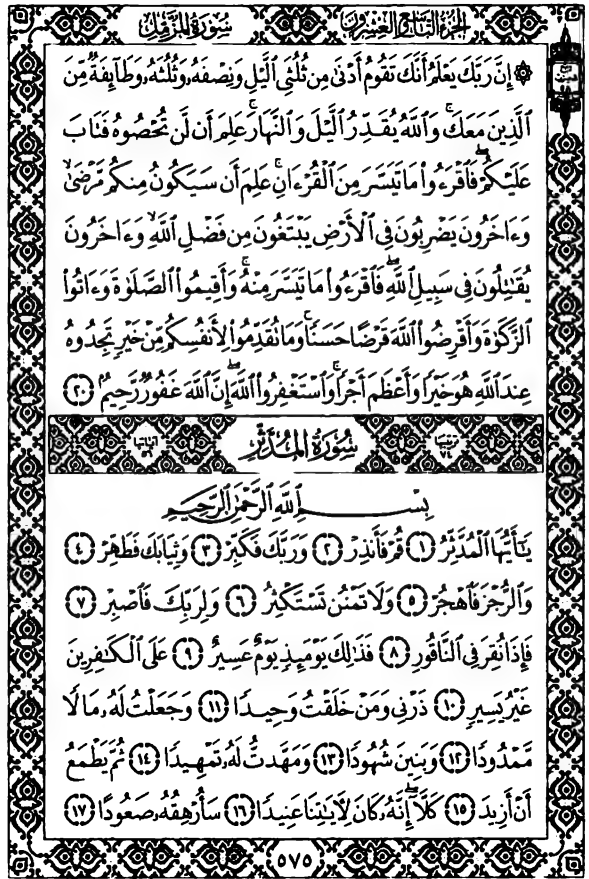 سُورَةُ المُزَّمِّل الجُزْءُ التَّاسِعُ وَالعِشْرُونَ
۞ إِنَّ رَبَّكَ يَعْلَمُ أَنَّكَ تَقُومُ أَدْنَىٰ مِن ثُلُثَيِ ٱلَّيْلِ وَنِصْفَهُۥ وَثُلُثَهُۥ وَطَآئِفَةٌ مِّنَ
ٱلَّذِينَ مَعَكَۚ وَٱللَّهُ يُقَدِّرُ ٱلَّيْلَ وَٱلنَّهَارَۚ عَلِمَ أَن لَّن تُحْصُوهُ فَتَابَ
عَلَيْكُمْۖ فَٱقْرَءُوا۟ مَا تَيَسَّرَ مِنَ ٱلْقُرْءَانِۚ عَلِمَ أَن سَيَكُونُ مِنكُم مَّرْضَىٰۙ
وَءَاخَرُونَ يَضْرِبُونَ فِى ٱلْأَرْضِ يَبْتَغُونَ مِن فَضْلِ ٱللَّهِۙ وَءَاخَرُونَ
يُقَٰتِلُونَ فِى سَبِيلِ ٱللَّهِۖ فَٱقْرَءُوا۟ مَا تَيَسَّرَ مِنْهُۚ وَأَقِيمُوا۟ ٱلصَّلَوٰةَ وَءَاتُوا۟
ٱلزَّكَوٰةَ وَأَقْرِضُوا۟ ٱللَّهَ قَرْضًا حَسَنًاۚ وَمَا تُقَدِّمُوا۟ لِأَنفُسِكُم مِّنْ خَيْرٍ تَجِدُوهُ
عِندَ ٱللَّهِ هُوَ خَيْرًا وَأَعْظَمَ أَجْرًاۚ وَٱسْتَغْفِرُوا۟ ٱللَّهَۖ إِنَّ ٱللَّهَ غَفُورٌ رَّحِيمٌۢ ٢٠
ترتيبها ٧٤ سُورَةُ المُدَّثِّر آياتها ٥٦
بِسْمِ ٱللَّهِ ٱلرَّحْمَٰنِ ٱلرَّحِيمِ
يَٰٓأَيُّهَا ٱلْمُدَّثِّرُ ١ قُمْ فَأَنذِرْ ٢ وَرَبَّكَ فَكَبِّرْ ٣ وَثِيَابَكَ فَطَهِّرْ ٤
وَٱلرُّجْزَ فَٱهْجُرْ ٥ وَلَا تَمْنُن تَسْتَكْثِرُ ٦ وَلِرَبِّكَ فَٱصْبِرْ ٧
فَإِذَا نُقِرَ فِى ٱلنَّاقُورِ ٨ فَذَٰلِكَ يَوْمَئِذٍ يَوْمٌ عَسِيرٌ ٩ عَلَى ٱلْكَٰفِرِينَ
غَيْرُ يَسِيرٍ ١٠ ذَرْنِى وَمَنْ خَلَقْتُ وَحِيدًا ١١ وَجَعَلْتُ لَهُۥ مَالًا
مَّمْدُودًا ١٢ وَبَنِينَ شُهُودًا ١٣ وَمَهَّدتُّ لَهُۥ تَمْهِيدًا ١٤ ثُمَّ يَطْمَعُ
أَنْ أَزِيدَ ١٥ كَلَّآۖ إِنَّهُۥ كَانَ لِءَايَٰتِنَا عَنِيدًا ١٦ سَأُرْهِقُهُۥ صَعُودًا ١٧
٥٧٥